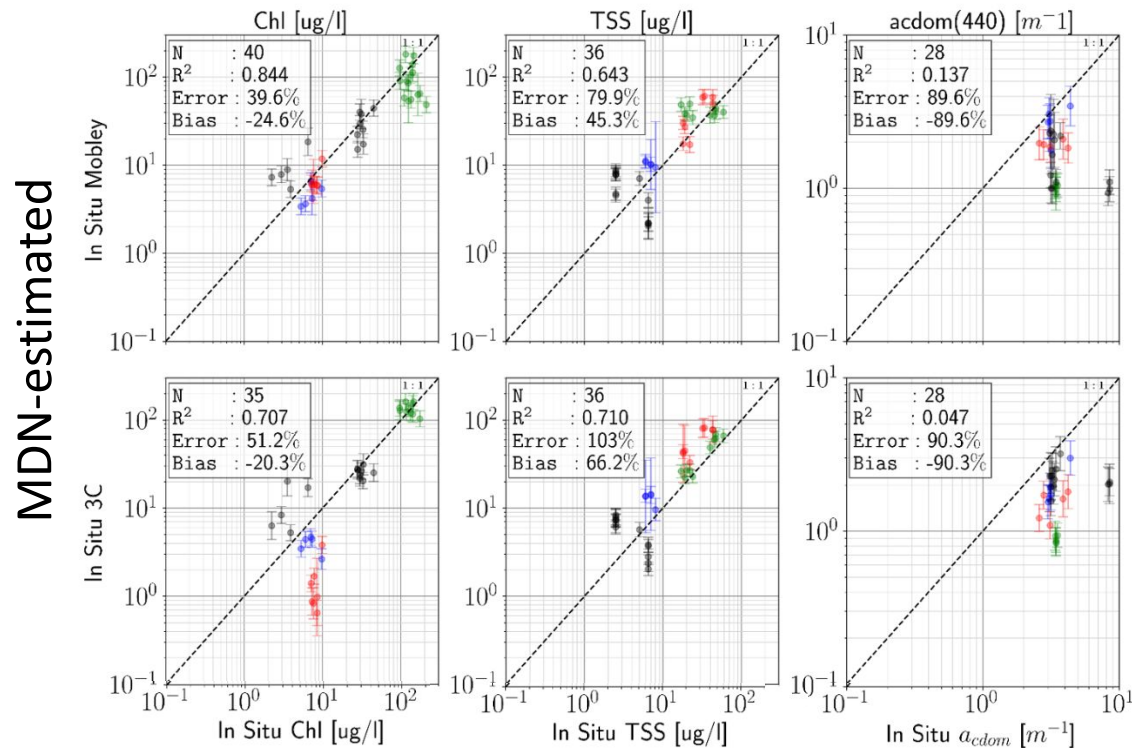 MDN-estimated
Chl [ug/l]
TSS [ug/l]
acdom(440) [m⁻¹]
In Situ Mobley
10²
10¹
10⁰
10⁻¹
N : 40
R² : 0.844
Error : 39.6%
Bias : -24.6%
1:1
10²
10¹
10⁰
10⁻¹
N : 36
R² : 0.643
Error : 79.9%
Bias : 45.3%
1:1
10¹
10⁰
10⁻¹
N : 28
R² : 0.137
Error : 89.6%
Bias : -89.6%
1:1
In Situ 3C
10²
10¹
10⁰
10⁻¹
N : 35
R² : 0.707
Error : 51.2%
Bias : -20.3%
1:1
10⁻¹ 10⁰ 10¹ 10²
In Situ Chl [ug/l]
10²
10¹
10⁰
10⁻¹
N : 36
R² : 0.710
Error : 103%
Bias : 66.2%
1:1
10⁻¹ 10⁰ 10¹ 10²
In Situ TSS [ug/l]
10¹
10⁰
10⁻¹
N : 28
R² : 0.047
Error : 90.3%
Bias : -90.3%
1:1
10⁰ 10¹
In Situ a_cdom [m⁻¹]